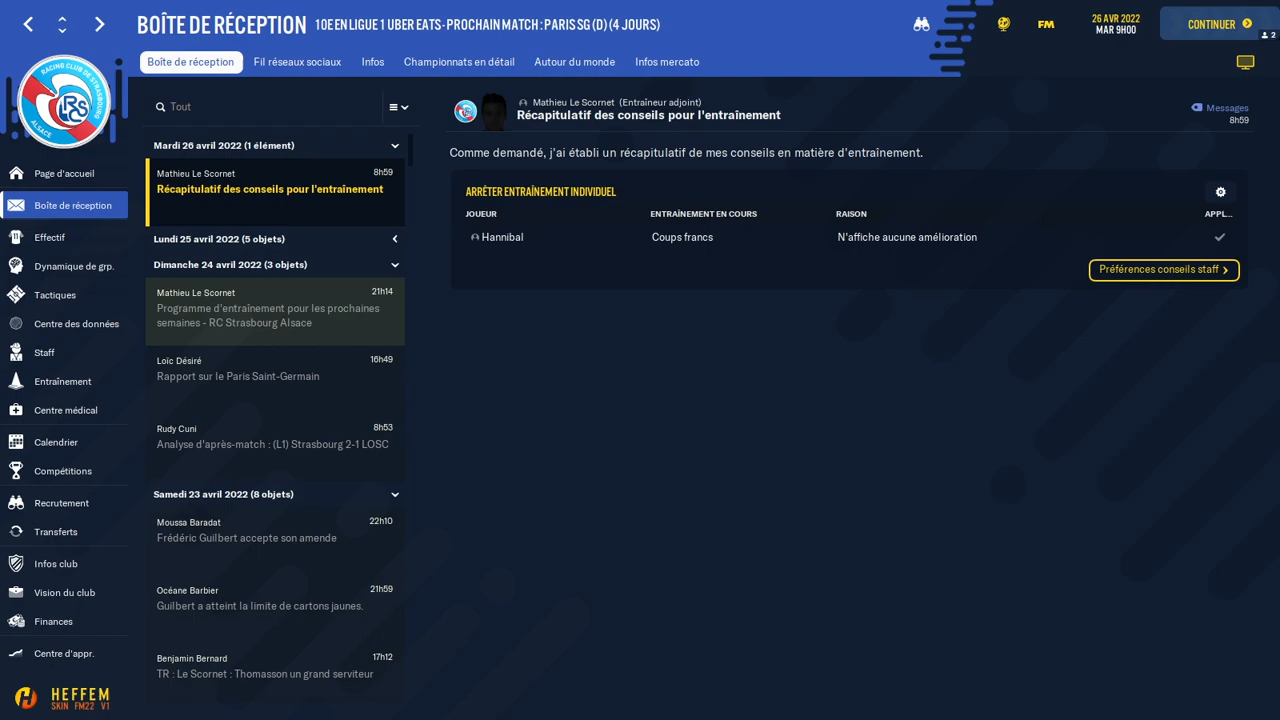 BOÎTE DE RÉCEPTION 10E EN LIGUE 1 UBER EATS - PROCHAIN MATCH : PARIS SG (D) (4 JOURS)
FM
26 AVR 2022
MAR 9H00
CONTINUER
2
Boîte de réception Fil réseaux sociaux Infos Championnats en détail Autour du monde Infos mercato
RACING CLUB DE STRASBOURG
RCS
ALSACE
Page d'accueil
Boîte de réception
Effectif
Dynamique de grp.
Tactiques
Centre des données
Staff
Entraînement
Centre médical
Calendrier
Compétitions
Recrutement
Transferts
Infos club
Vision du club
Finances
Centre d'appr.
HEFFEM
SKIN FM22 V1
Tout
Mardi 26 avril 2022 (1 élément)
Mathieu Le Scornet 8h59
Récapitulatif des conseils pour l'entraînement
Lundi 25 avril 2022 (5 objets)
Dimanche 24 avril 2022 (3 objets)
Mathieu Le Scornet 21h14
Programme d'entraînement pour les prochaines
semaines - RC Strasbourg Alsace
Loïc Désiré 16h49
Rapport sur le Paris Saint-Germain
Rudy Cuni 8h53
Analyse d'après-match : (L1) Strasbourg 2-1 LOSC
Samedi 23 avril 2022 (8 objets)
Moussa Baradat 22h10
Frédéric Guilbert accepte son amende
Océane Barbier 21h59
Guilbert a atteint la limite de cartons jaunes.
Benjamin Bernard 17h12
TR : Le Scornet : Thomasson un grand serviteur
Mathieu Le Scornet (Entraîneur adjoint)
Récapitulatif des conseils pour l'entraînement
Messages
8h59
Comme demandé, j'ai établi un récapitulatif de mes conseils en matière d'entraînement.
ARRÊTER ENTRAÎNEMENT INDIVIDUEL
JOUEUR ENTRAÎNEMENT EN COURS RAISON APPL...
Hannibal Coups francs N'affiche aucune amélioration
Préférences conseils staff